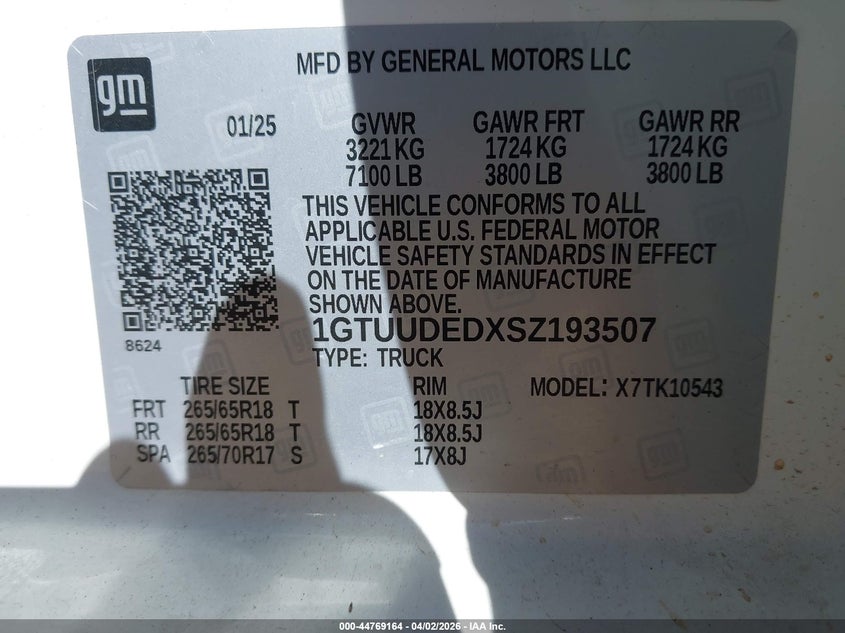 gm
MFD BY GENERAL MOTORS LLC
01/25 GVWR GAWR FRT GAWR RR
3221 KG 1724 KG 1724 KG
7100 LB 3800 LB 3800 LB
THIS VEHICLE CONFORMS TO ALL
APPLICABLE U.S. FEDERAL MOTOR
VEHICLE SAFETY STANDARDS IN EFFECT
ON THE DATE OF MANUFACTURE
SHOWN ABOVE.
1GTUUDEDXSZ193507
8624
TYPE: TRUCK
TIRE SIZE RIM MODEL: X7TK10543
FRT 265/65R18 T 18X8.5J
RR 265/65R18 T 18X8.5J
SPA 265/70R17 S 17X8J
000-44769164 - 04/02/2026 - IAA Inc.